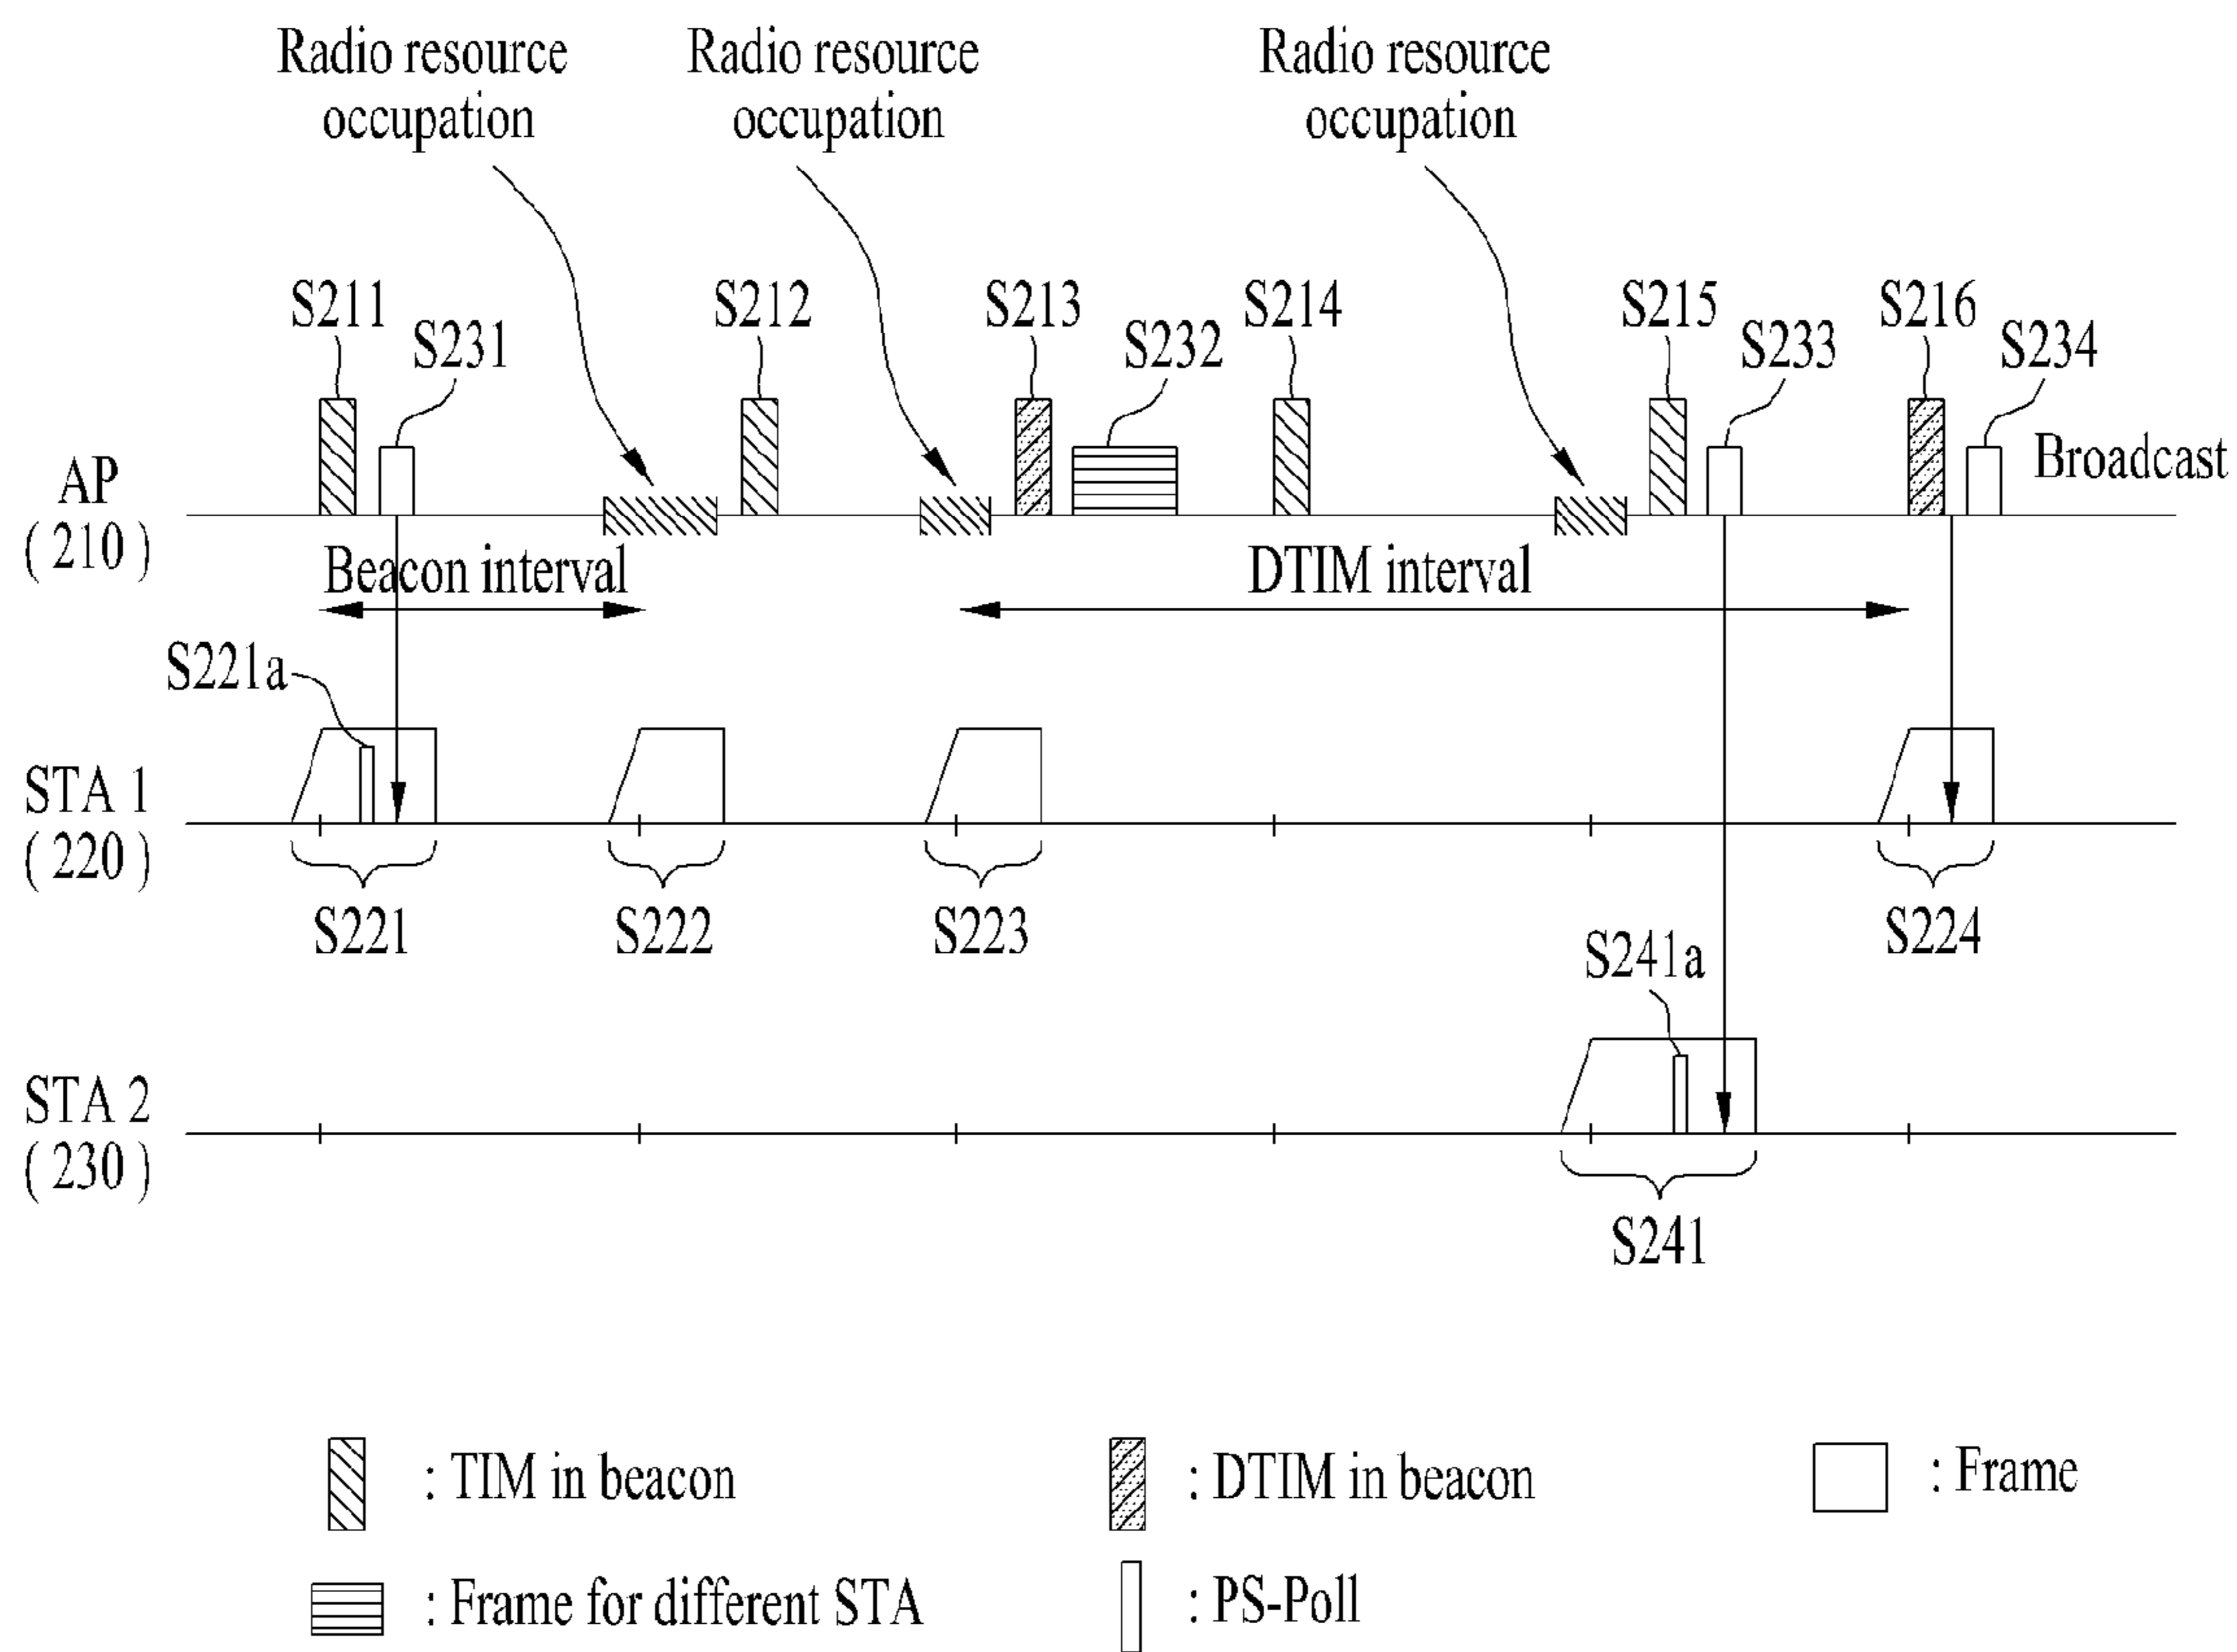 Radio resource
occupation
Radio resource
occupation
Radio resource
occupation
S211
S231
S212
S213
S232
S214
S215
S233
S216
S234
AP
( 210 )
Broadcast
Beacon interval
DTIM interval
S221a
STA 1
( 220 )
S221
S222
S223
S224
S241a
STA 2
( 230 )
S241
: TIM in beacon
: DTIM in beacon
: Frame
: Frame for different STA
: PS-Poll